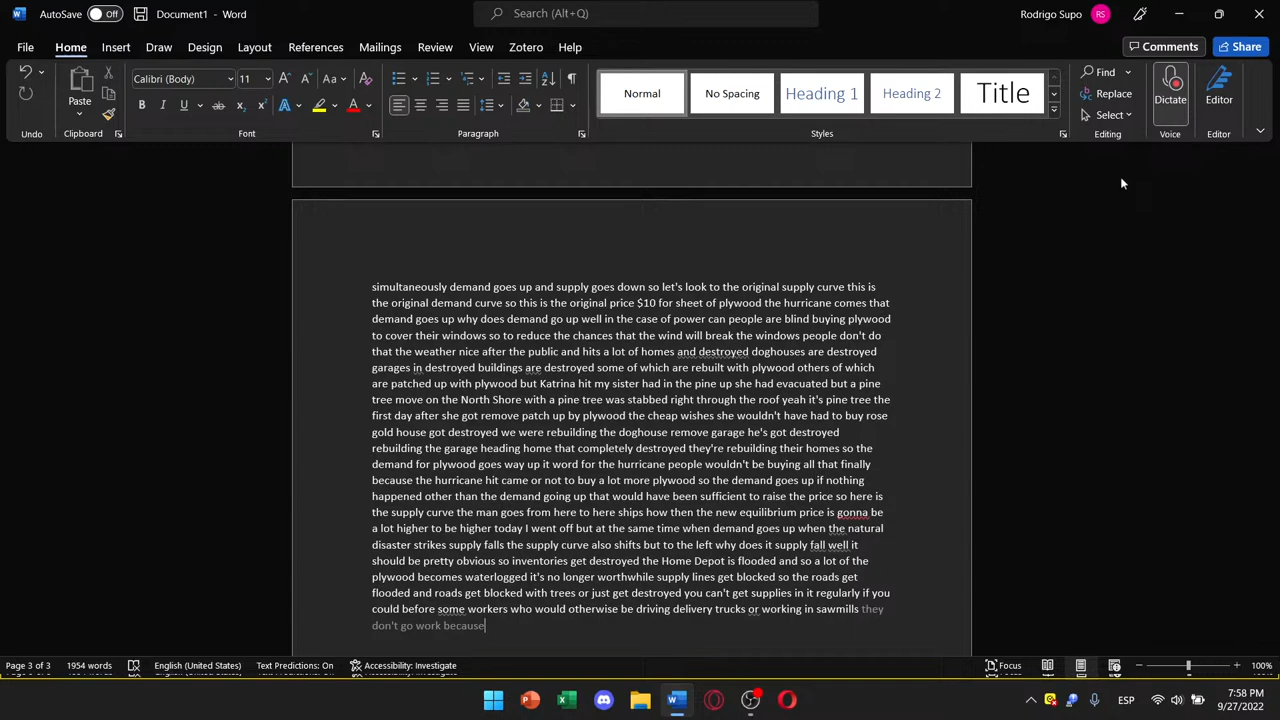 AutoSave Off Document1 - Word Search (Alt+Q) Rodrigo Supo RS
File Home Insert Draw Design Layout References Mailings Review View Zotero Help Comments Share
Calibri (Body) 11 Aa Find
Paste Normal No Spacing Heading 1 Heading 2 Title Replace Dictate Editor
B I U ab x₂ x² A A Select
Undo Clipboard Font Paragraph Styles Editing Voice Editor
simultaneously demand goes up and supply goes down so let's look to the original supply curve this is
the original demand curve so this is the original price $10 for sheet of plywood the hurricane comes that
demand goes up why does demand go up well in the case of power can people are blind buying plywood
to cover their windows so to reduce the chances that the wind will break the windows people don't do
that the weather nice after the public and hits a lot of homes and destroyed doghouses are destroyed
garages in destroyed buildings are destroyed some of which are rebuilt with plywood others of which
are patched up with plywood but Katrina hit my sister had in the pine up she had evacuated but a pine
tree move on the North Shore with a pine tree was stabbed right through the roof yeah it's pine tree the
first day after she got remove patch up by plywood the cheap wishes she wouldn't have had to buy rose
gold house got destroyed we were rebuilding the doghouse remove garage he's got destroyed
rebuilding the garage heading home that completely destroyed they're rebuilding their homes so the
demand for plywood goes way up it word for the hurricane people wouldn't be buying all that finally
because the hurricane hit came or not to buy a lot more plywood so the demand goes up if nothing
happened other than the demand going up that would have been sufficient to raise the price so here is
the supply curve the man goes from here to here ships how then the new equilibrium price is gonna be
a lot higher to be higher today I went off but at the same time when demand goes up when the natural
disaster strikes supply falls the supply curve also shifts but to the left why does it supply fall well it
should be pretty obvious so inventories get destroyed the Home Depot is flooded and so a lot of the
plywood becomes waterlogged it's no longer worthwhile supply lines get blocked so the roads get
flooded and roads get blocked with trees or just get destroyed you can't get supplies in it regularly if you
could before some workers who would otherwise be driving delivery trucks or working in sawmills they
don't go work because
Page 3 of 3 1954 words English (United States) Text Predictions: On Accessibility: Investigate Focus 100%
ESP 7:58 PM
9/27/2022